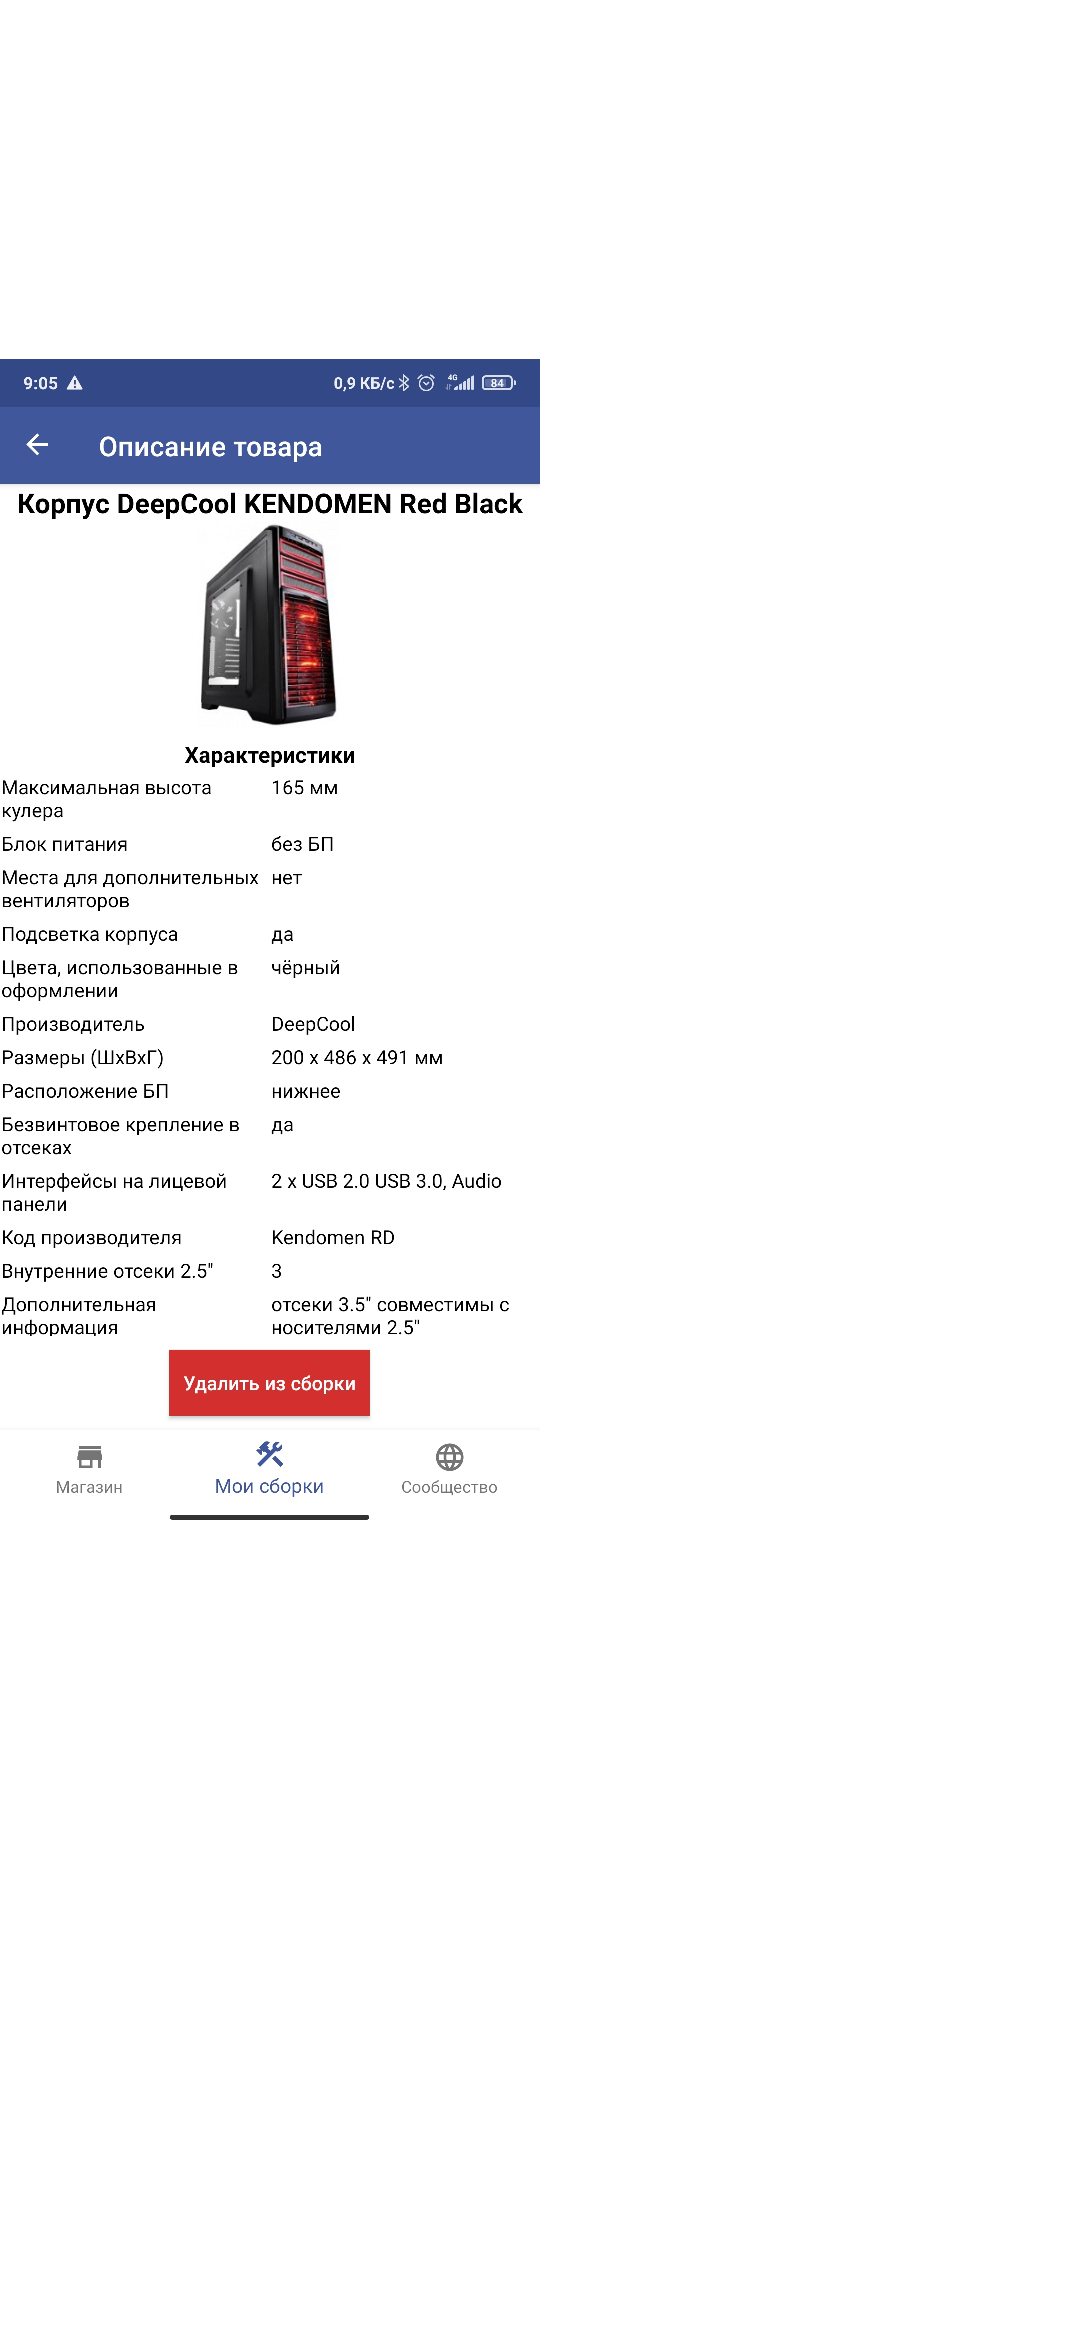 9:05 0,9 КБ/с 4G 84
Описание товара
Корпус DeepCool KENDOMEN Red Black
Характеристики
Максимальная высота 165 мм
кулера
Блок питания без БП
Места для дополнительных нет
вентиляторов
Подсветка корпуса да
Цвета, использованные в чёрный
оформлении
Производитель DeepCool
Размеры (ШхВхГ) 200 x 486 x 491 мм
Расположение БП нижнее
Безвинтовое крепление в да
отсеках
Интерфейсы на лицевой 2 x USB 2.0 USB 3.0, Audio
панели
Код производителя Kendomen RD
Внутренние отсеки 2.5" 3
Дополнительная отсеки 3.5" совместимы с
информация носителями 2.5"
Удалить из сборки
Магазин Мои сборки Сообщество